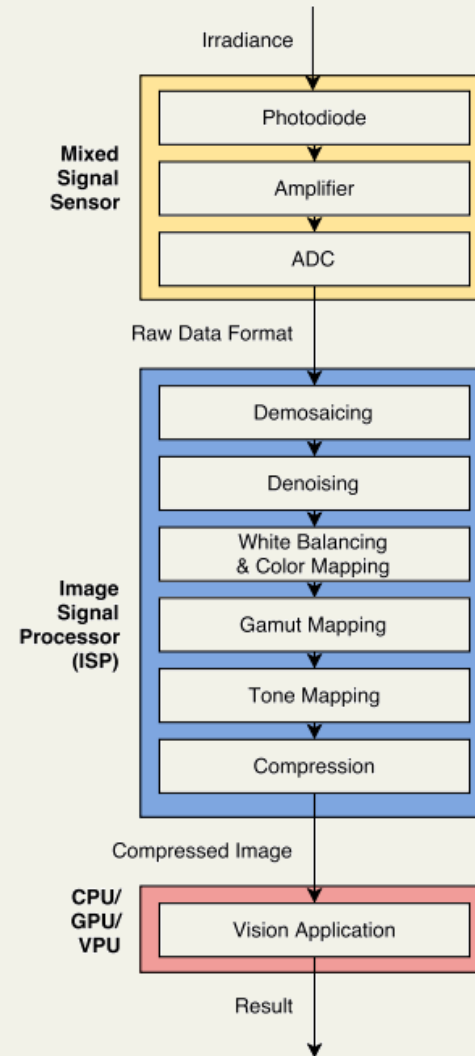 Irradiance
Mixed
Signal
Sensor
Photodiode
Amplifier
ADC
Raw Data Format
Image
Signal
Processor
(ISP)
Demosaicing
Denoising
White Balancing
& Color Mapping
Gamut Mapping
Tone Mapping
Compression
Compressed Image
CPU/
GPU/
VPU
Vision Application
Result